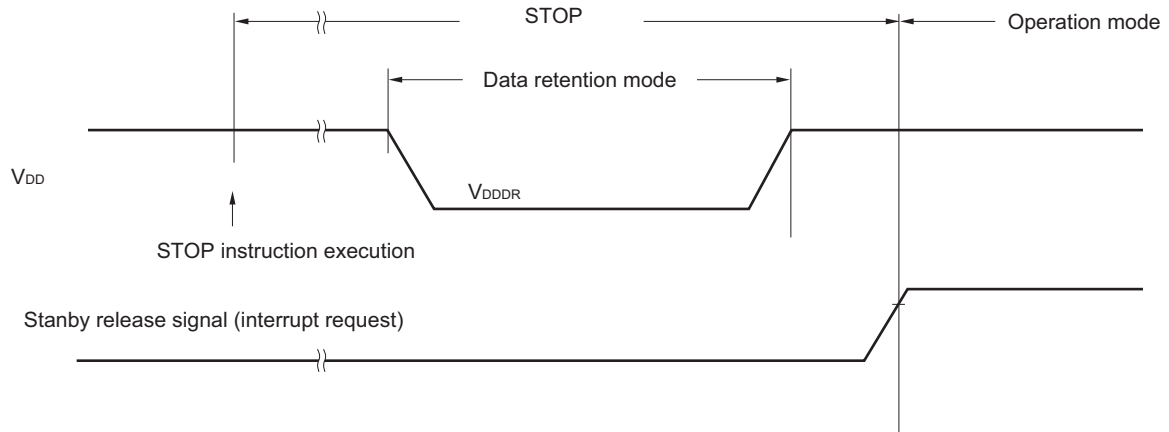 STOP
Operation mode
Data retention mode
VDD
VDDDR
STOP instruction execution
Stanby release signal (interrupt request)